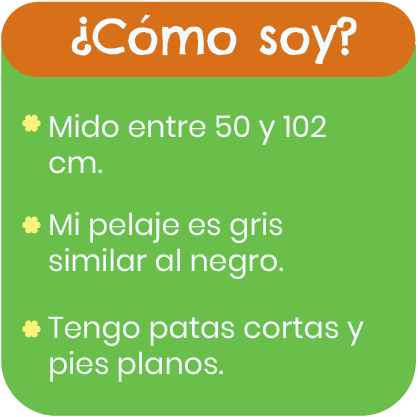 ¿Cómo soy?
Mido entre 50 y 102
cm.
Mi pelaje es gris
similar al negro.
Tengo patas cortas y
pies planos.